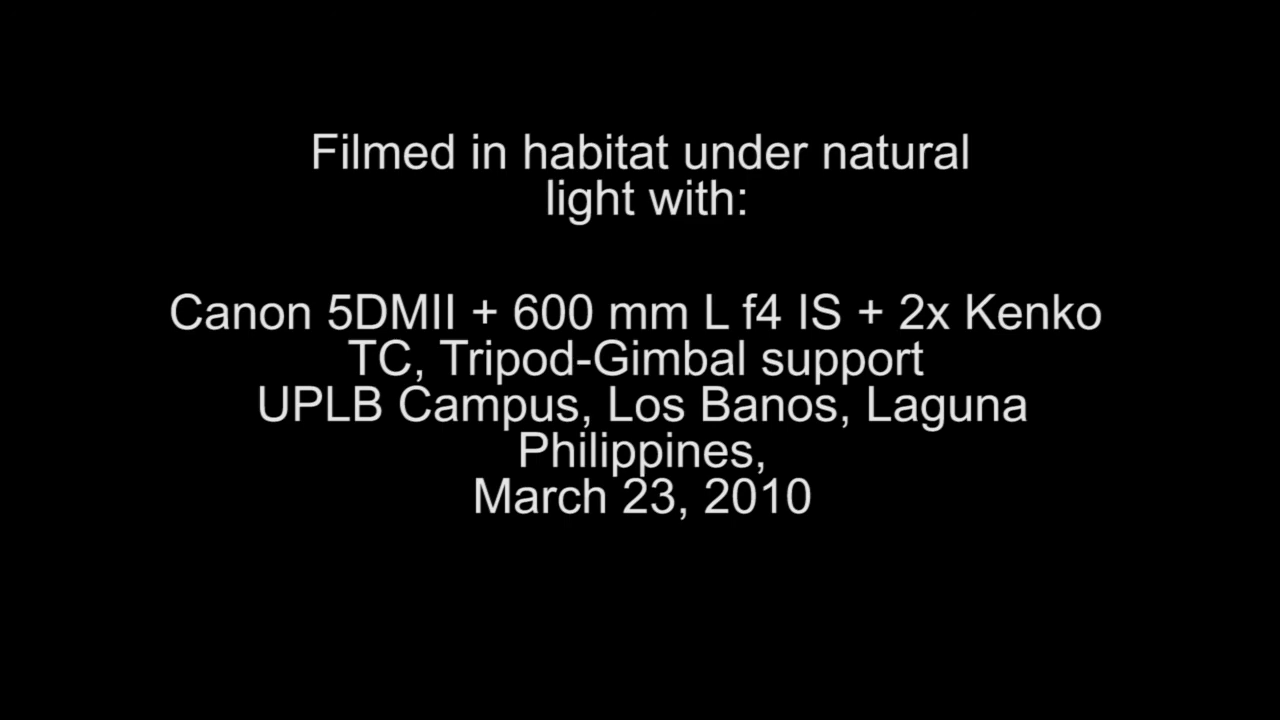 Filmed in habitat under natural
light with:
Canon 5DMII + 600 mm L f4 IS + 2x Kenko
TC, Tripod-Gimbal support
UPLB Campus, Los Banos, Laguna
Philippines,
March 23, 2010